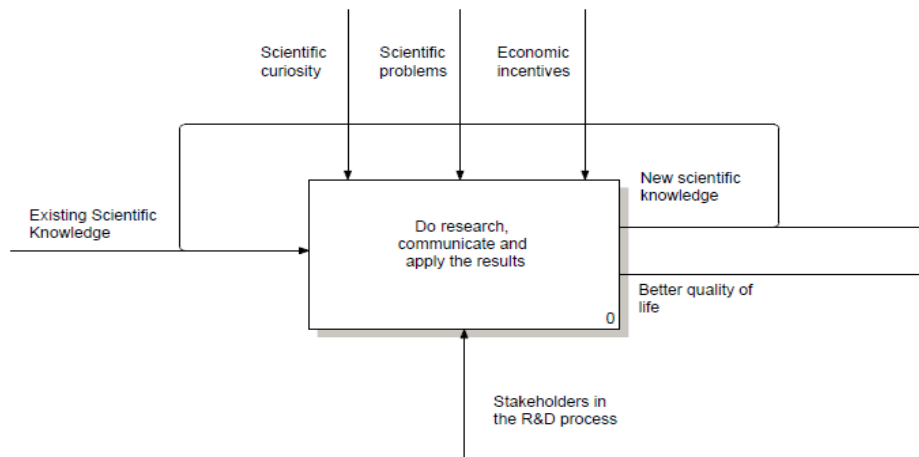 Scientific
curiosity
Scientific
problems
Economic
incentives
New scientific
knowledge
Existing Scientific
Knowledge
Do research,
communicate and
apply the results
Better quality of
life
0
Stakeholders in
the R&D process